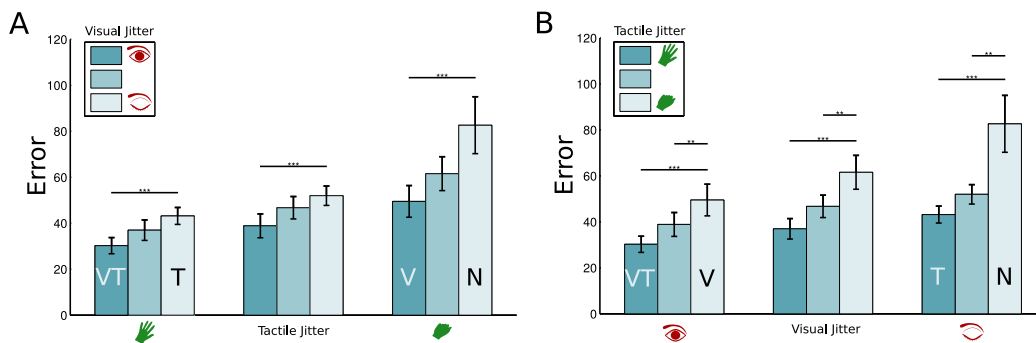 A
Visual Jitter
120
100
80
60
40
20
0
Error
***
***
***
VT
T
V
N
Tactile Jitter
B
Tactile Jitter
120
100
80
60
40
20
0
Error
**
***
**
***
**
***
VT
V
T
N
Visual Jitter